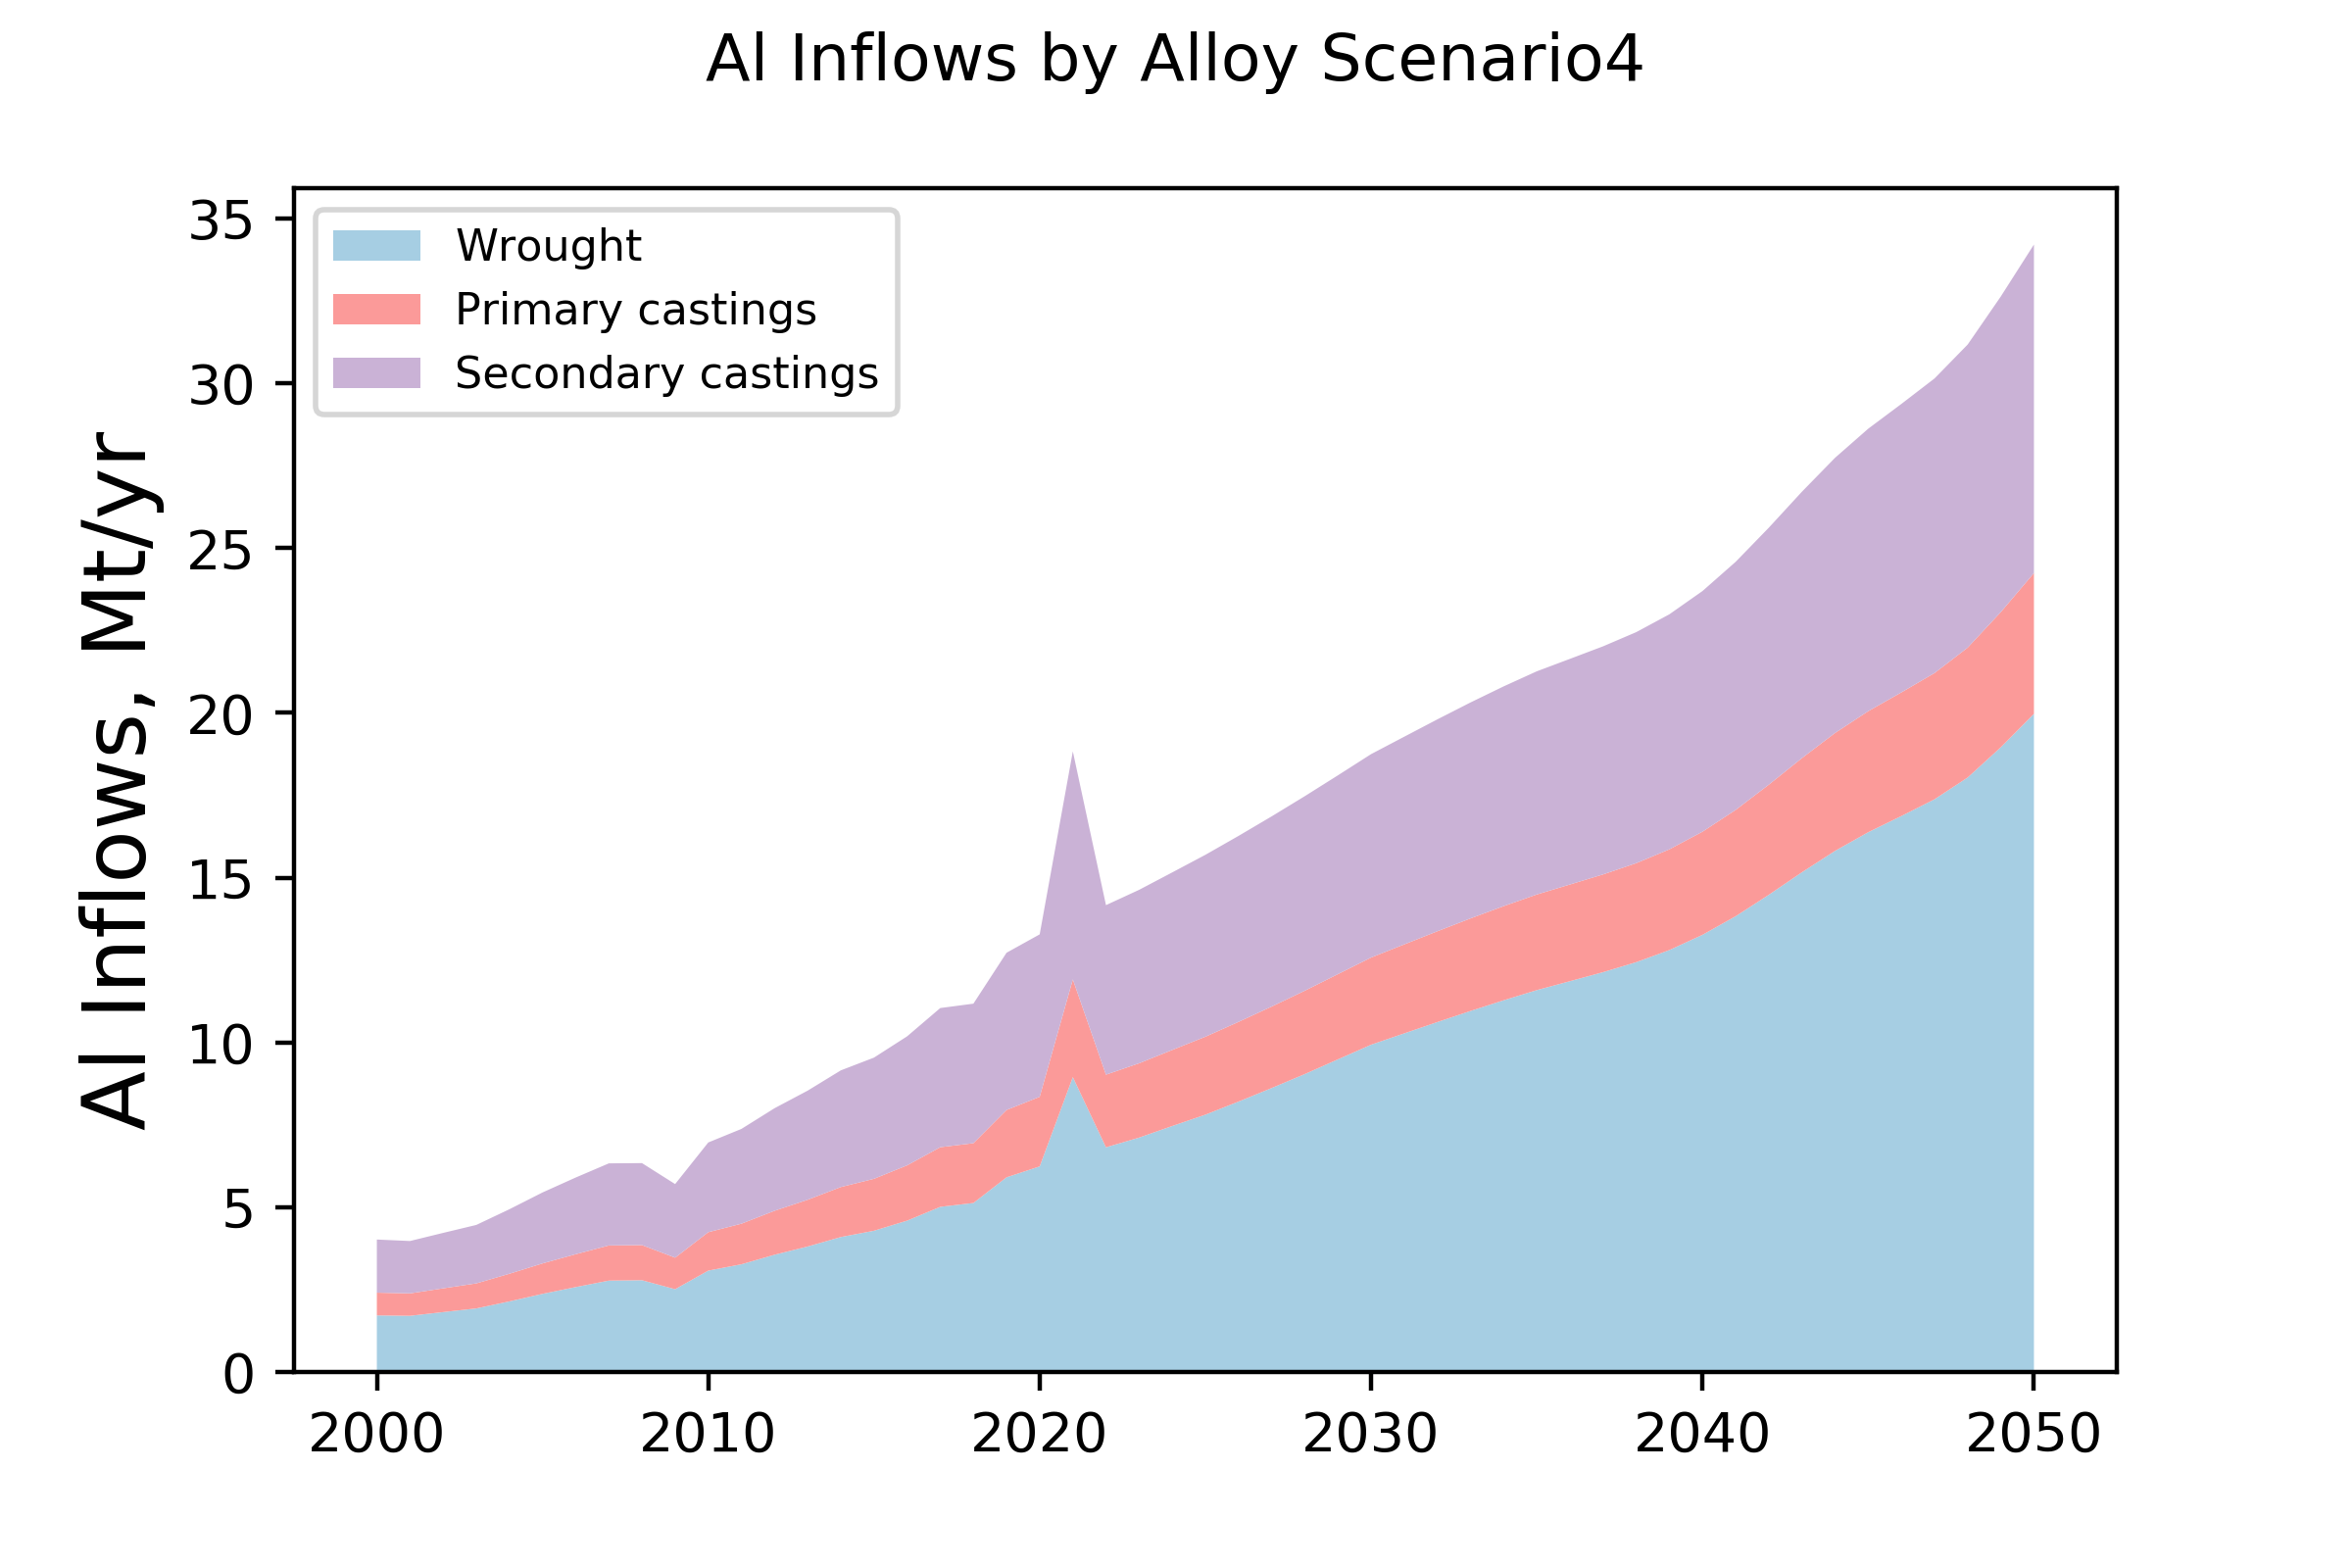 Al Inflows by Alloy Scenario4
Al Inflows, Mt/yr
35
30
25
20
15
10
5
0
Wrought
Primary castings
Secondary castings
2000 2010 2020 2030 2040 2050